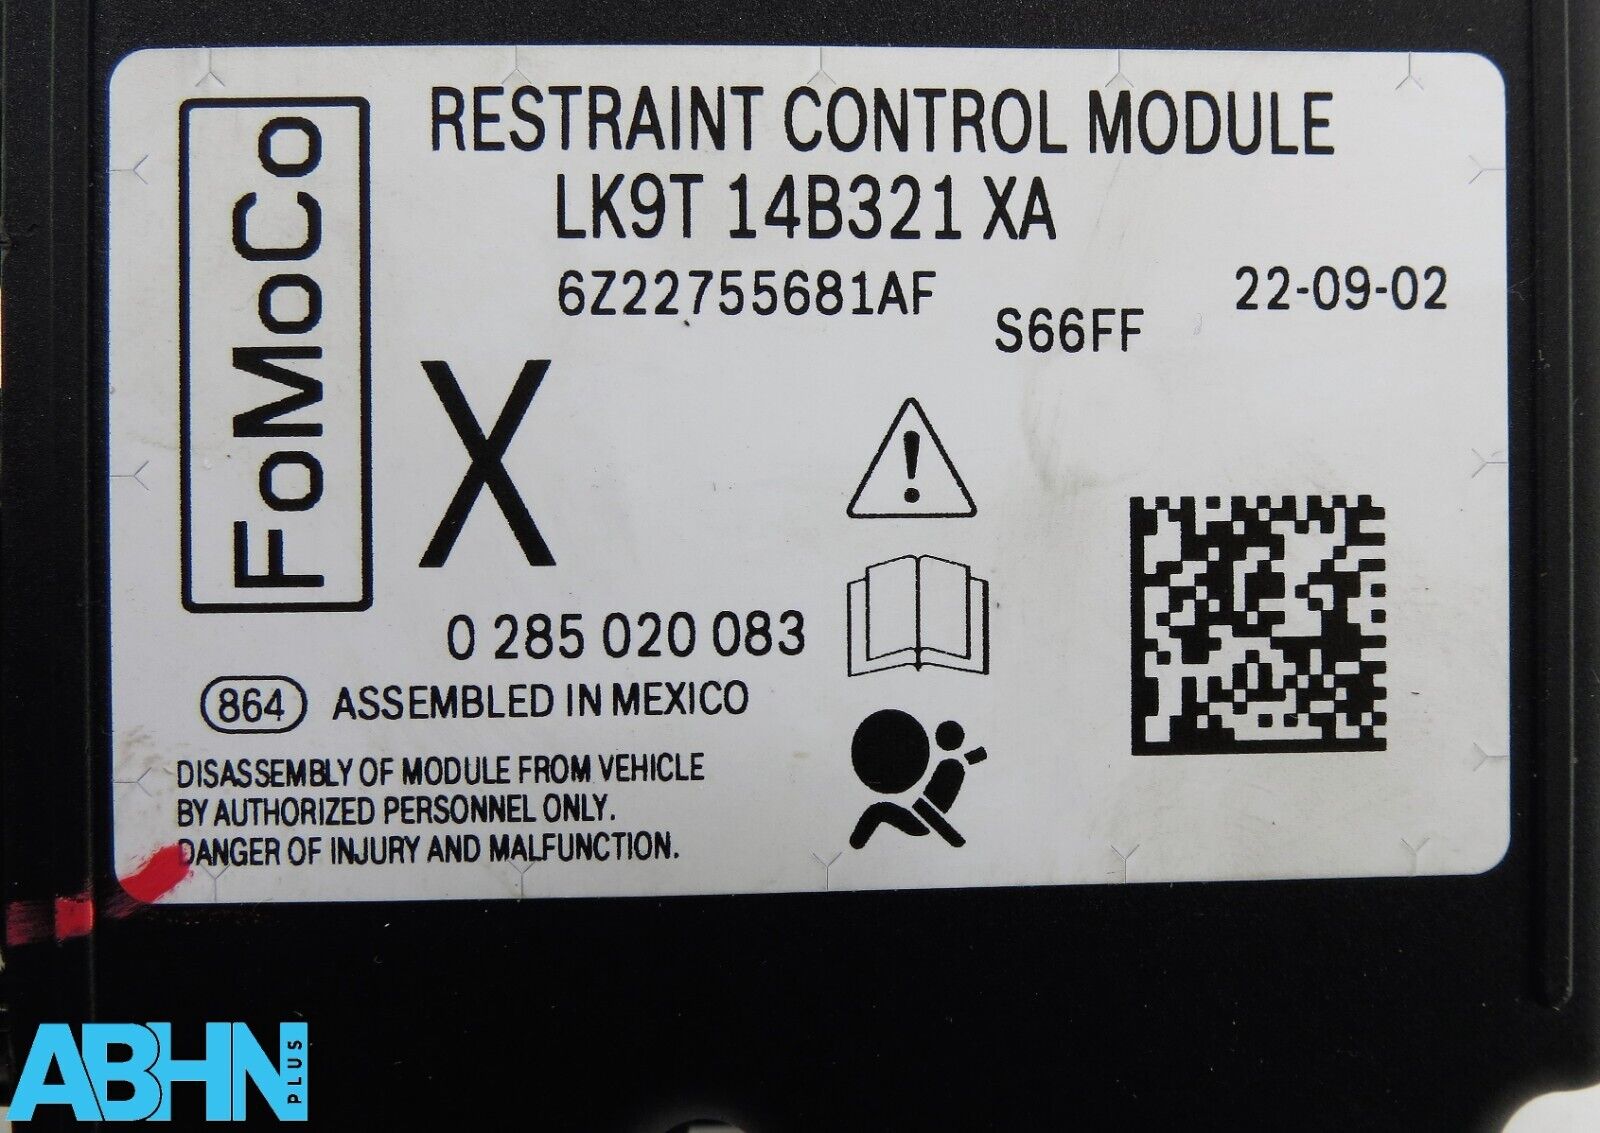 FoMoCo
RESTRAINT CONTROL MODULE
LK9T 14B321 XA
6Z22755681AF
S66FF
22-09-02
X
0 285 020 083
864 ASSEMBLED IN MEXICO
DISASSEMBLY OF MODULE FROM VEHICLE
BY AUTHORIZED PERSONNEL ONLY.
DANGER OF INJURY AND MALFUNCTION.
ABHN PLUS